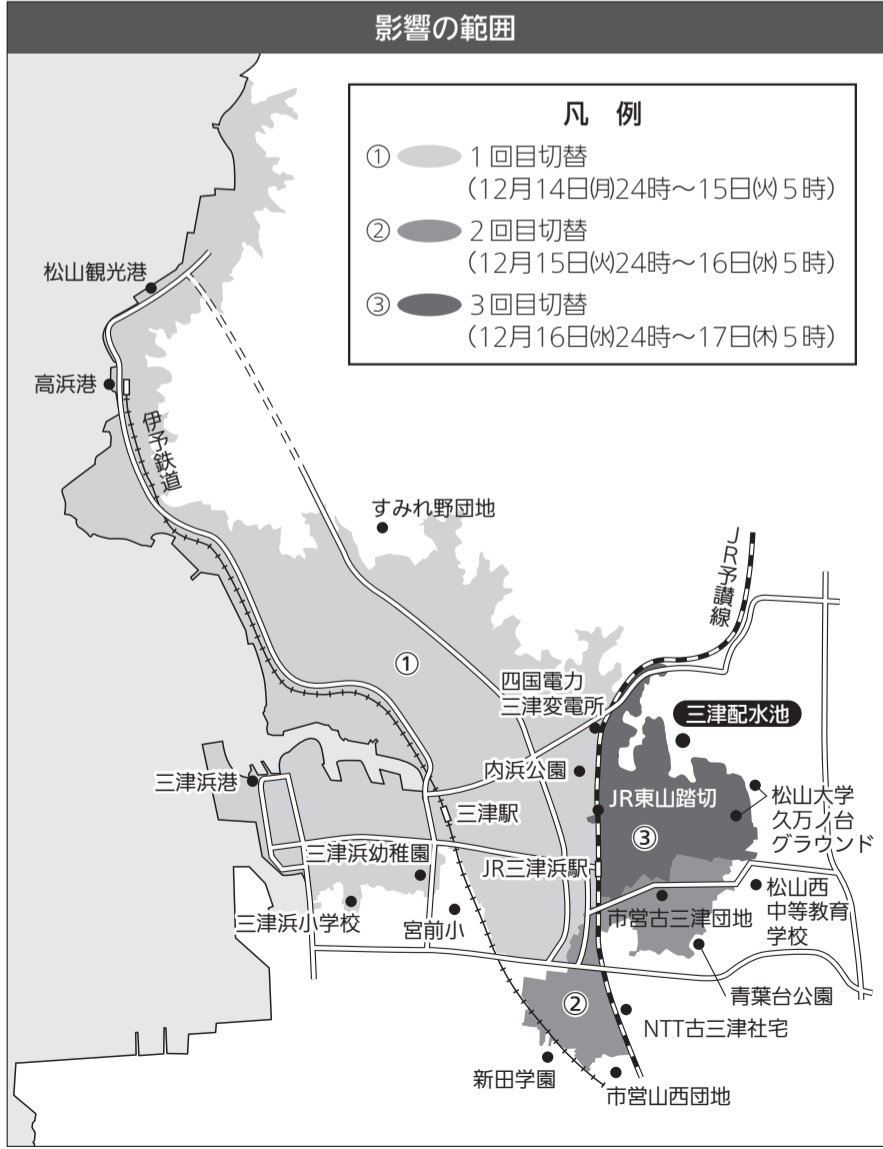 影響の範囲
凡 例
① 1回目切替
(12月14日㈪24時～15日㈫5時)
② 2回目切替
(12月15日㈫24時～16日㈬5時)
③ 3回目切替
(12月16日㈬24時～17日㈭5時)
松山観光港
高浜港
伊予鉄道
すみれ野団地
JR予讃線
①
四国電力
三津変電所
三津配水池
内浜公園
三津浜港
三津駅
JR東山踏切
松山大学
久万ノ台
グラウンド
③
三津浜幼稚園
JR三津浜駅
松山西
中等教育
学校
三津浜小学校
宮前小
市営古三津団地
青葉台公園
②
NTT古三津社宅
新田学園
市営山西団地